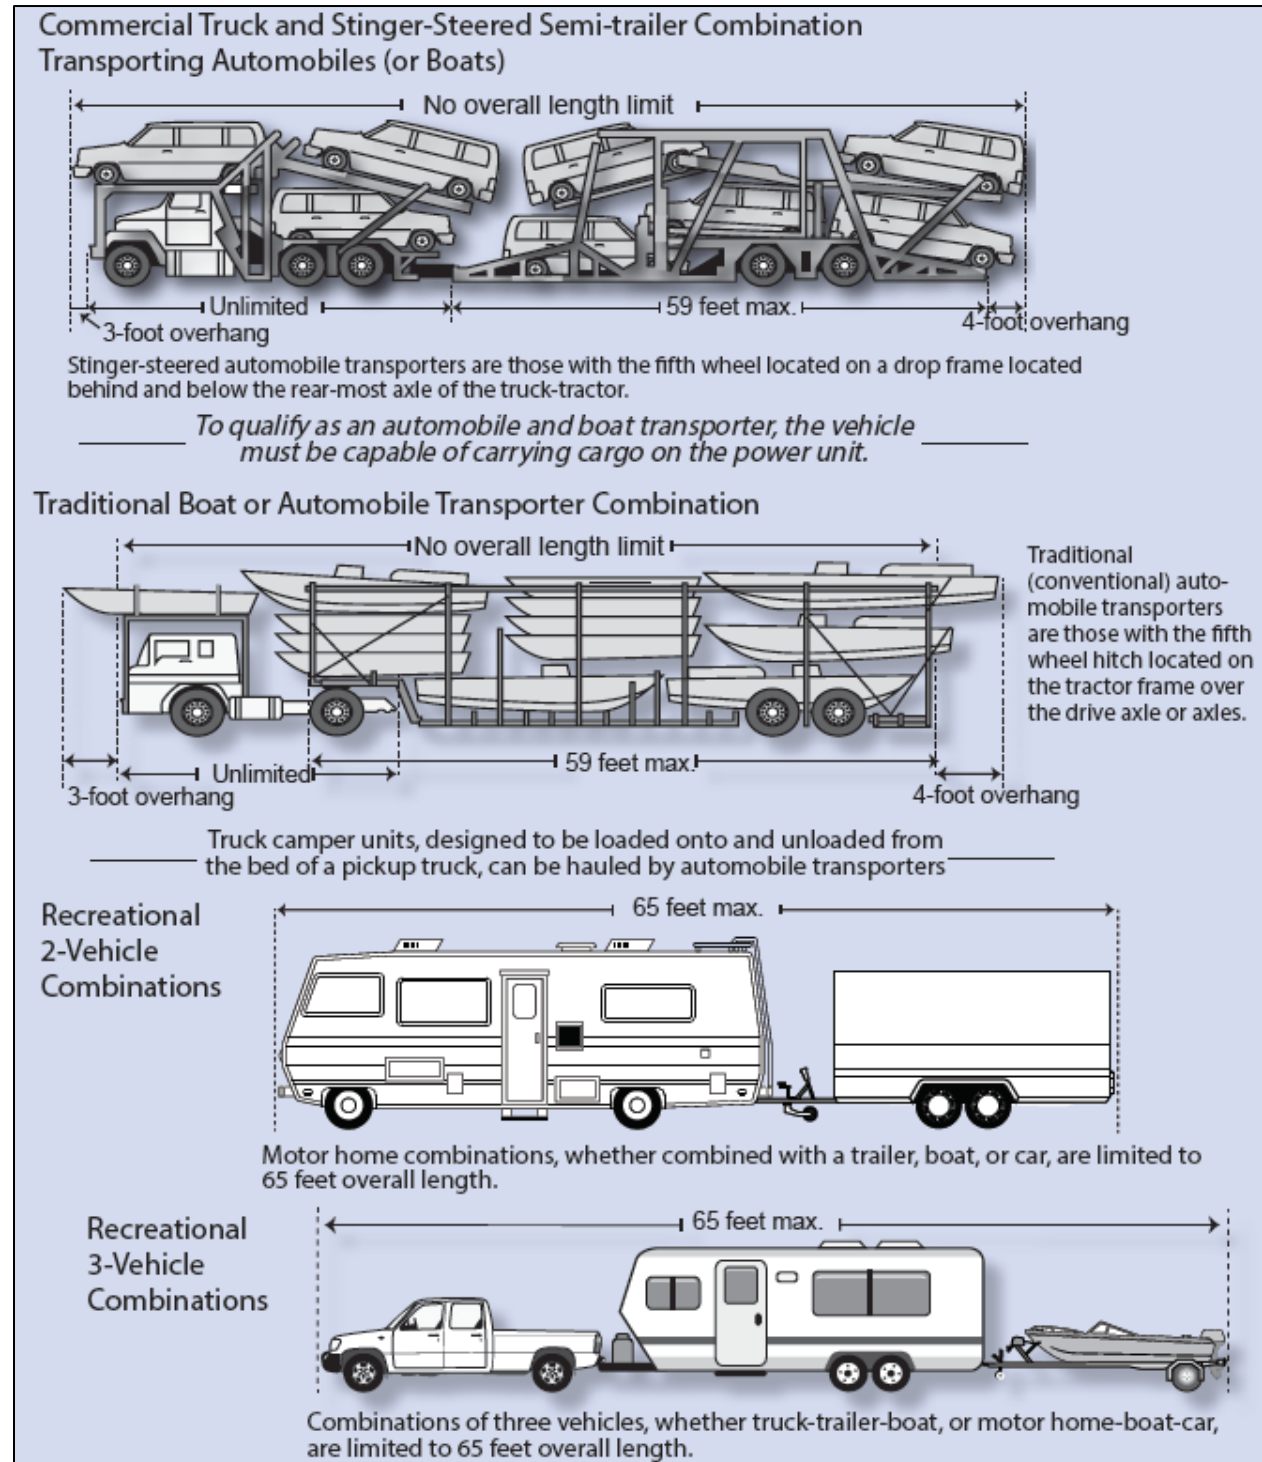 Commercial Truck and Stinger-Steered Semi-trailer Combination
Transporting Automobiles (or Boats)
No overall length limit
Unlimited
59 feet max.
3-foot overhang
4-foot overhang
Stinger-steered automobile transporters are those with the fifth wheel located on a drop frame located
behind and below the rear-most axle of the truck-tractor.
To qualify as an automobile and boat transporter, the vehicle
must be capable of carrying cargo on the power unit.
Traditional Boat or Automobile Transporter Combination
No overall length limit
Traditional
(conventional) auto-
mobile transporters
are those with the fifth
wheel hitch located on
the tractor frame over
the drive axle or axles.
Unlimited
59 feet max.
3-foot overhang
4-foot overhang
Truck camper units, designed to be loaded onto and unloaded from
the bed of a pickup truck, can be hauled by automobile transporters
Recreational
2-Vehicle
Combinations
65 feet max.
Motor home combinations, whether combined with a trailer, boat, or car, are limited to
65 feet overall length.
Recreational
3-Vehicle
Combinations
65 feet max.
Combinations of three vehicles, whether truck-trailer-boat, or motor home-boat-car,
are limited to 65 feet overall length.